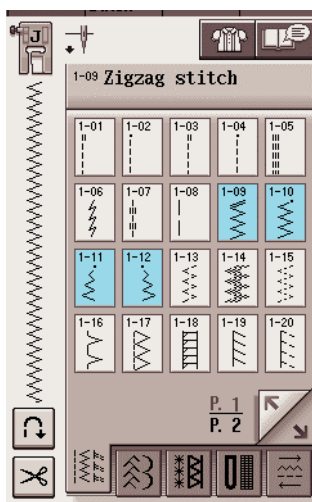 J
1-09 Zigzag stitch
1-01 1-02 1-03 1-04 1-05
1-06 1-07 1-08 1-09 1-10
1-11 1-12 1-13 1-14 1-15
1-16 1-17 1-18 1-19 1-20
P. 1
P. 2